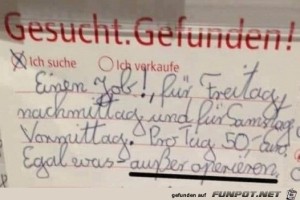 Gesucht.Gefunden!
Ich suche Ich verkaufe
Einen Job!, für Freitag
nachmittag und für Samstag
Vormittag. Pro Tag 50,-
Egal was - außer operieren.
gefunden auf FUNPOT.NET